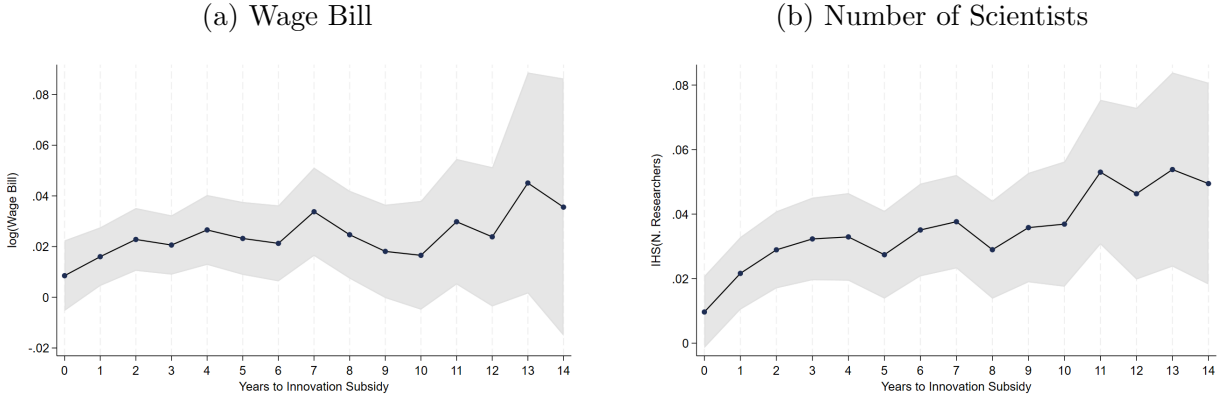 (a) Wage Bill
.08
.06
.04
.02
0
-.02
log(Wage Bill)
0 1 2 3 4 5 6 7 8 9 10 11 12 13 14
Years to Innovation Subsidy
(b) Number of Scientists
.08
.06
.04
.02
0
IHS(N. Researchers)
0 1 2 3 4 5 6 7 8 9 10 11 12 13 14
Years to Innovation Subsidy